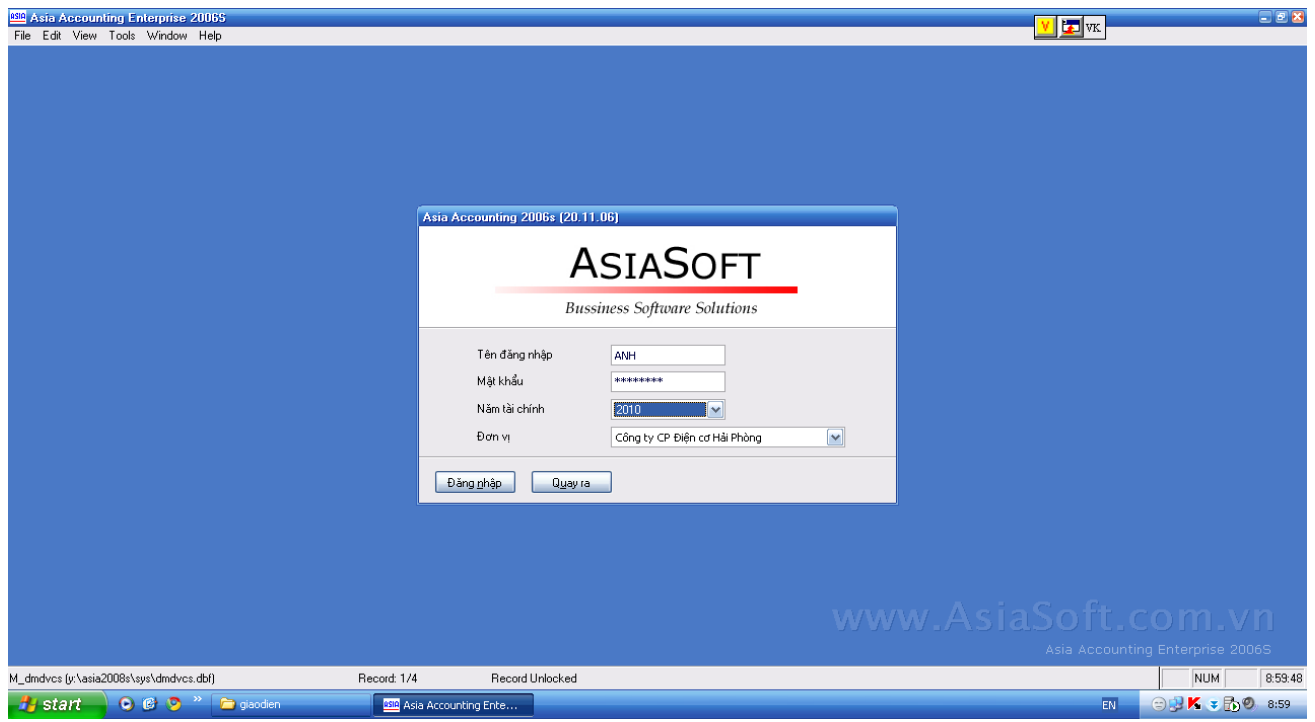 ASIA Asia Accounting Enterprise 2006S
File Edit View Tools Window Help
V VK
Asia Accounting 2006s (20.11.06)
ASIASOFT
Bussiness Software Solutions
Tên đăng nhập ANH
Mật khẩu ********
Năm tài chính 2010
Đơn vị Công ty CP Điện cơ Hải Phòng
Đăng nhập Quay ra
www.AsiaSoft.com.vn
Asia Accounting Enterprise 2006S
M_dmdvcs (y:\asia2008s\sys\dmdvcs.dbf) Record: 1/4 Record Unlocked NUM 8:59:48
start » giaodien ASIA Asia Accounting Ente... EN K 8:59